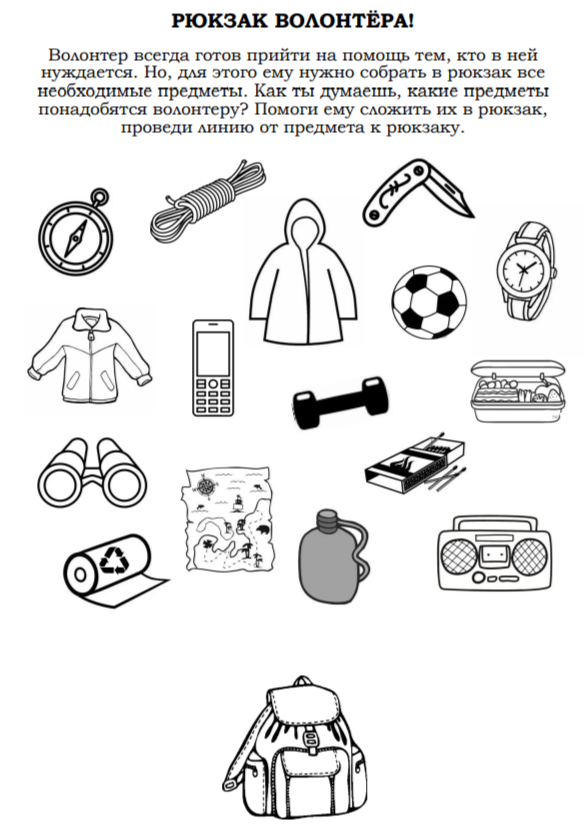 РЮКЗАК ВОЛОНТЁРА!
Волонтер всегда готов прийти на помощь тем, кто в ней
нуждается. Но, для этого ему нужно собрать в рюкзак все
необходимые предметы. Как ты думаешь, какие предметы
понадобятся волонтеру? Помоги ему сложить их в рюкзак,
проведи линию от предмета к рюкзаку.